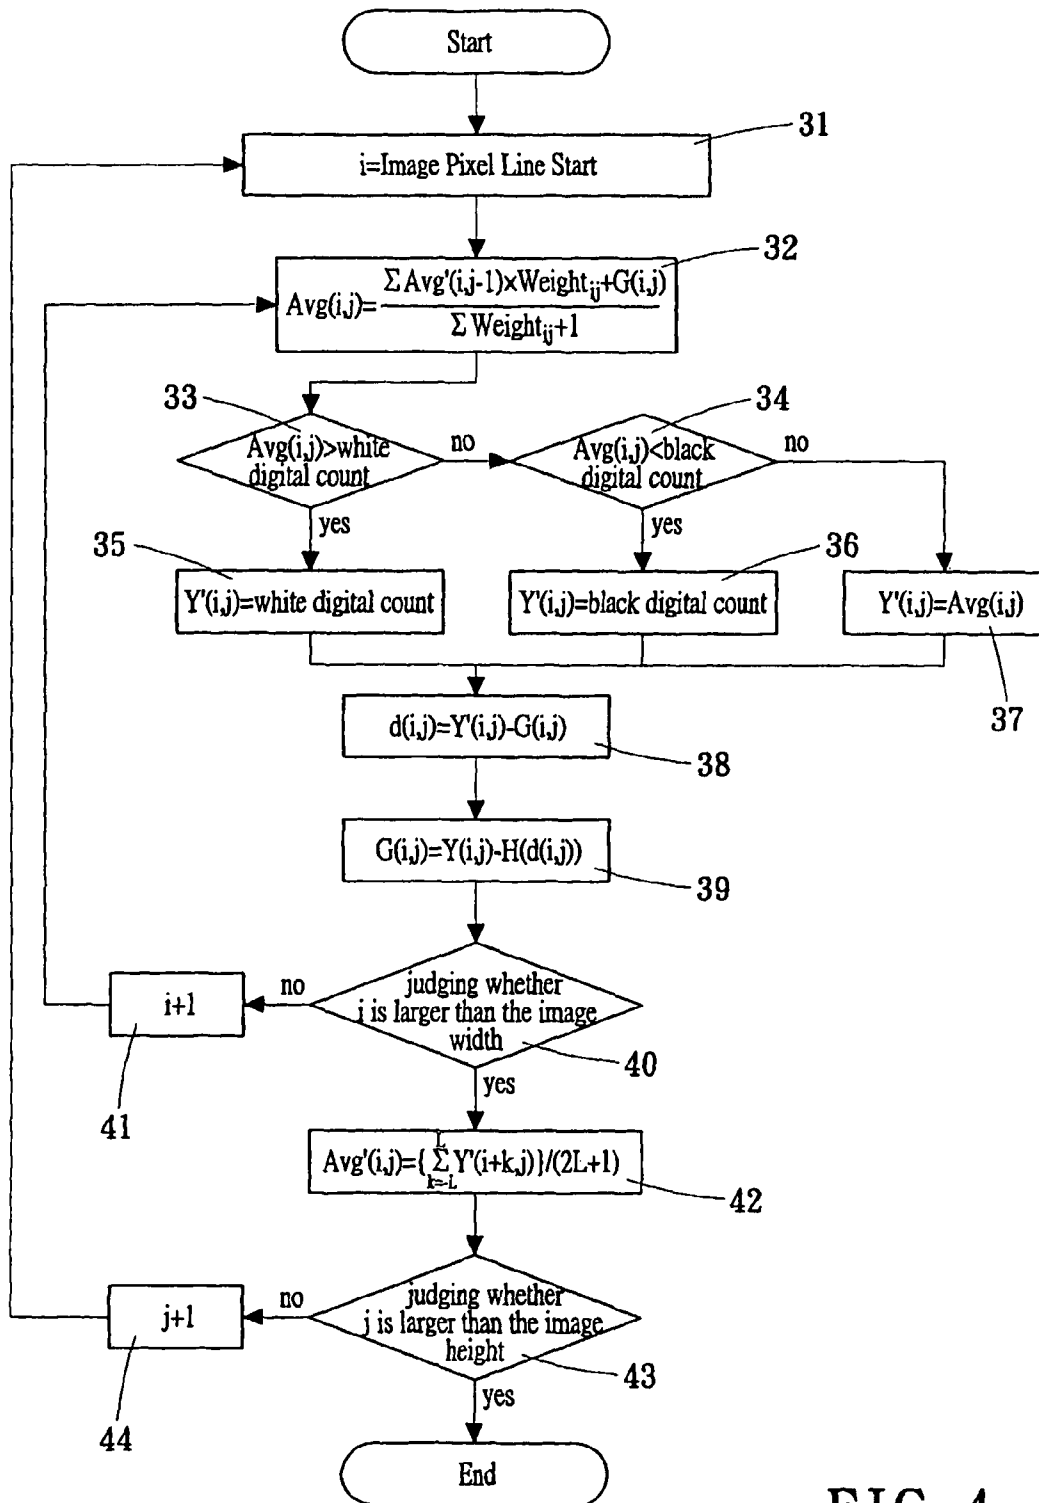 Start
31
i=Image Pixel Line Start
32
Avg(i,j)= ΣAvg'(i,j-1)×Weight_ij+G(i,j)
ΣWeight_ij+1
33
Avg(i,j)>white
digital count
no
34
Avg(i,j)<black
digital count
no
yes
yes
35
Y'(i,j)=white digital count
36
Y'(i,j)=black digital count
Y'(i,j)=Avg(i,j)
37
d(i,j)=Y'(i,j)-G(i,j)
38
G(i,j)=Y(i,j)-H(d(i,j))
39
judging whether
i is larger than the image
width
40
no
i+1
41
yes
Avg'(i,j)={Σ_{k=-L}^{L}Y'(i+k,j)}/(2L+1)
42
judging whether
j is larger than the image
height
43
no
j+1
44
yes
End